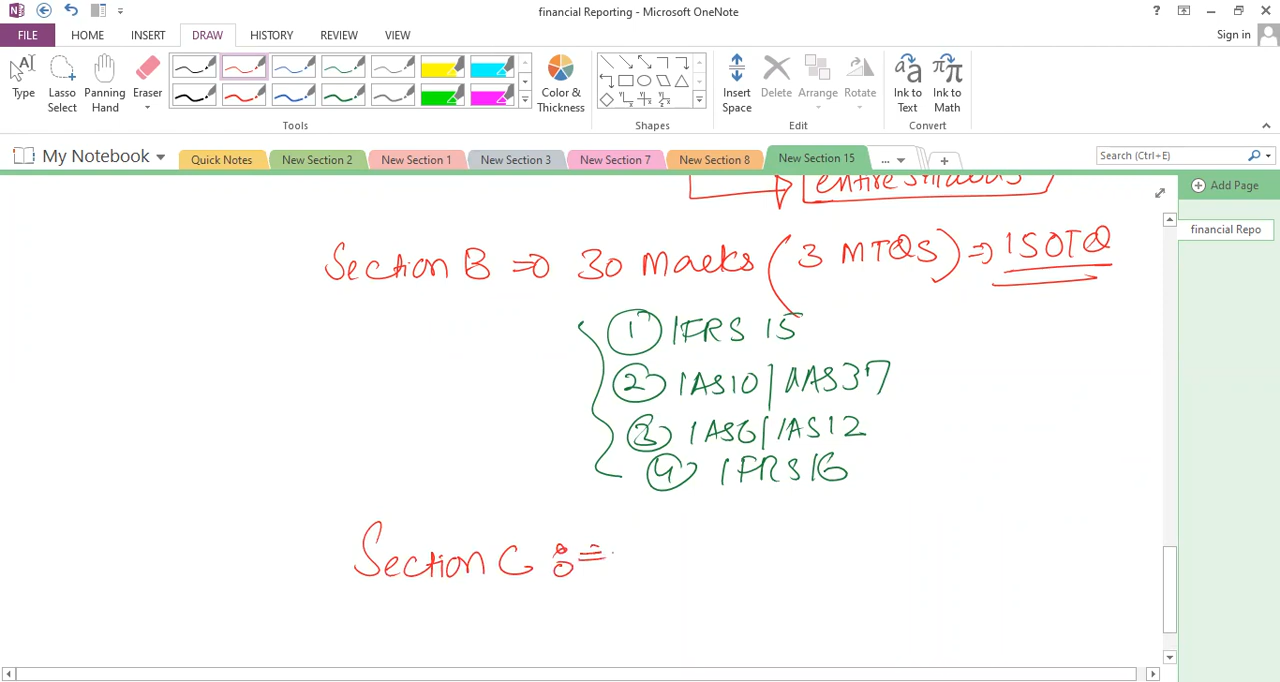 financial Reporting - Microsoft OneNote
?
Sign in
FILE HOME INSERT DRAW HISTORY REVIEW VIEW
Type
Lasso Select
Panning Hand
Eraser
Color & Thickness
Insert Space
Delete
Arrange
Rotate
Ink to Text
Ink to Math
Tools
Shapes
Edit
Convert
My Notebook
Quick Notes
New Section 2
New Section 1
New Section 3
New Section 7
New Section 8
New Section 15
...
Search (Ctrl+E)
Add Page
financial Repo
entire
Section B => 30 Marks (3 MTQS) => 15 OTQ
1 IFRS 15
2 IAS10 | IAS37
3 IAS6 | IAS12
4 IFRS16
Section C :=